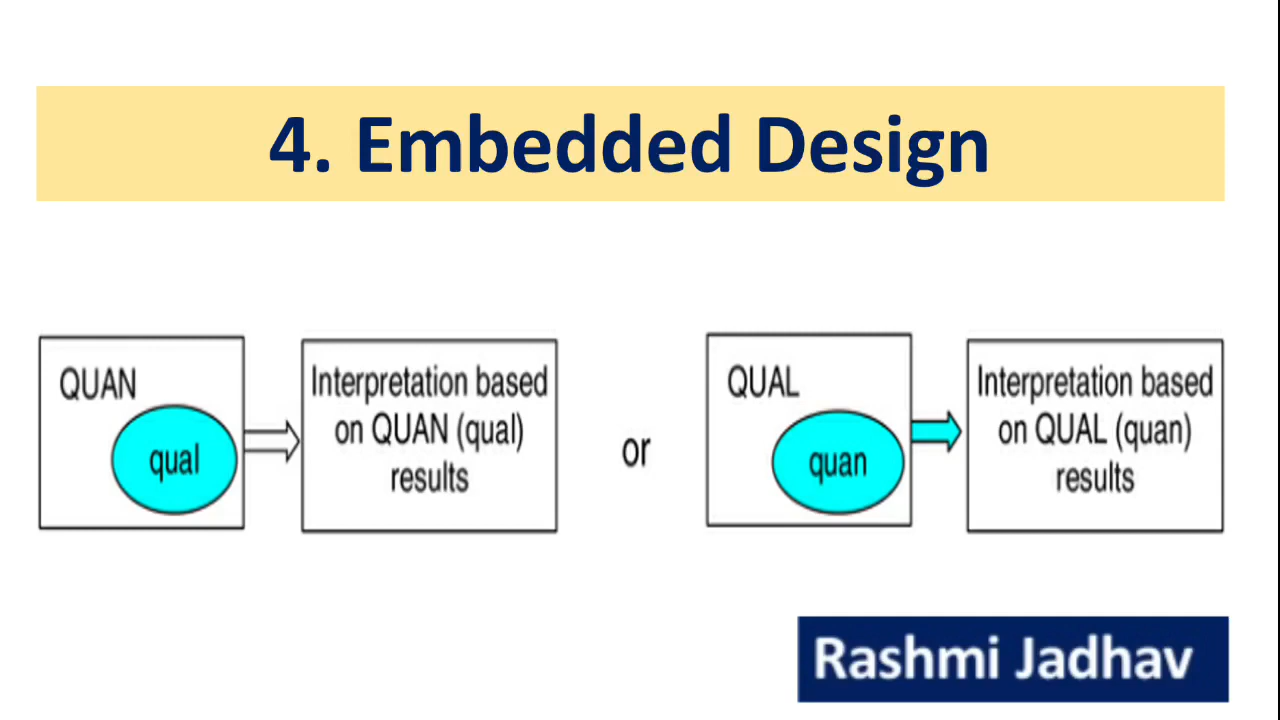 4. Embedded Design
QUAN
qual
Interpretation based
on QUAN (qual)
results
or
QUAL
quan
Interpretation based
on QUAL (quan)
results
Rashmi Jadhav